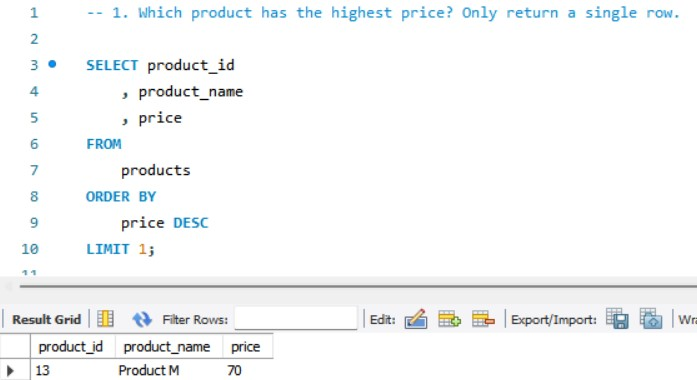 1 -- 1. Which product has the highest price? Only return a single row.
2
3 SELECT product_id
4 , product_name
5 , price
6 FROM
7 products
8 ORDER BY
9 price DESC
10 LIMIT 1;
11
Result Grid Filter Rows: Edit: Export/Import:
product_id product_name price
13 Product M 70